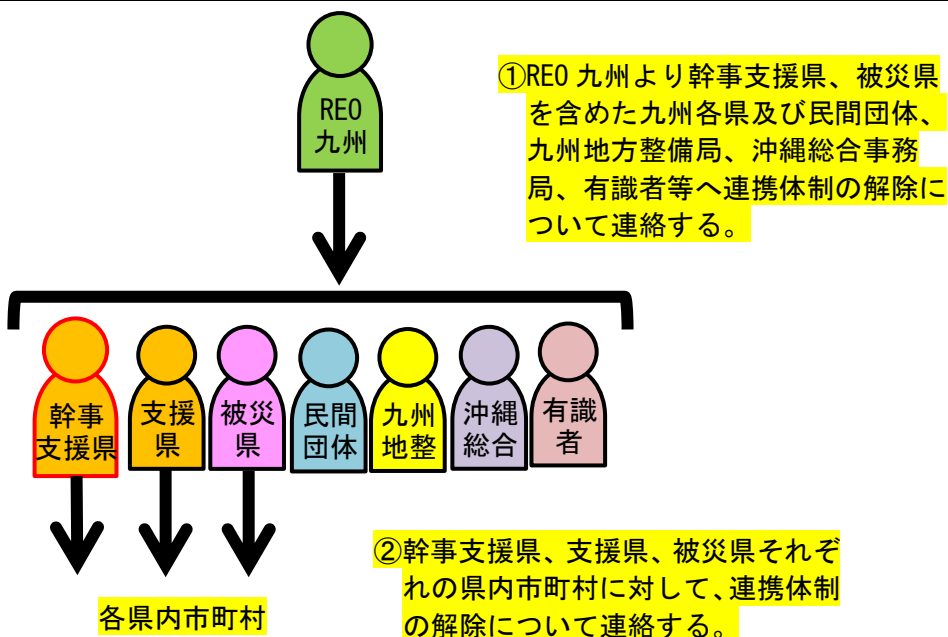 REO
九州
①REO 九州より幹事支援県、被災県
を含めた九州各県及び民間団体、
九州地方整備局、沖縄総合事務
局、有識者等へ連携体制の解除に
ついて連絡する。
幹事
支援県
支援
県
被災
県
民間
団体
九州
地整
沖縄
総合
有識
者
②幹事支援県、支援県、被災県それぞ
れの県内市町村に対して、連携体制
の解除について連絡する。
各県内市町村